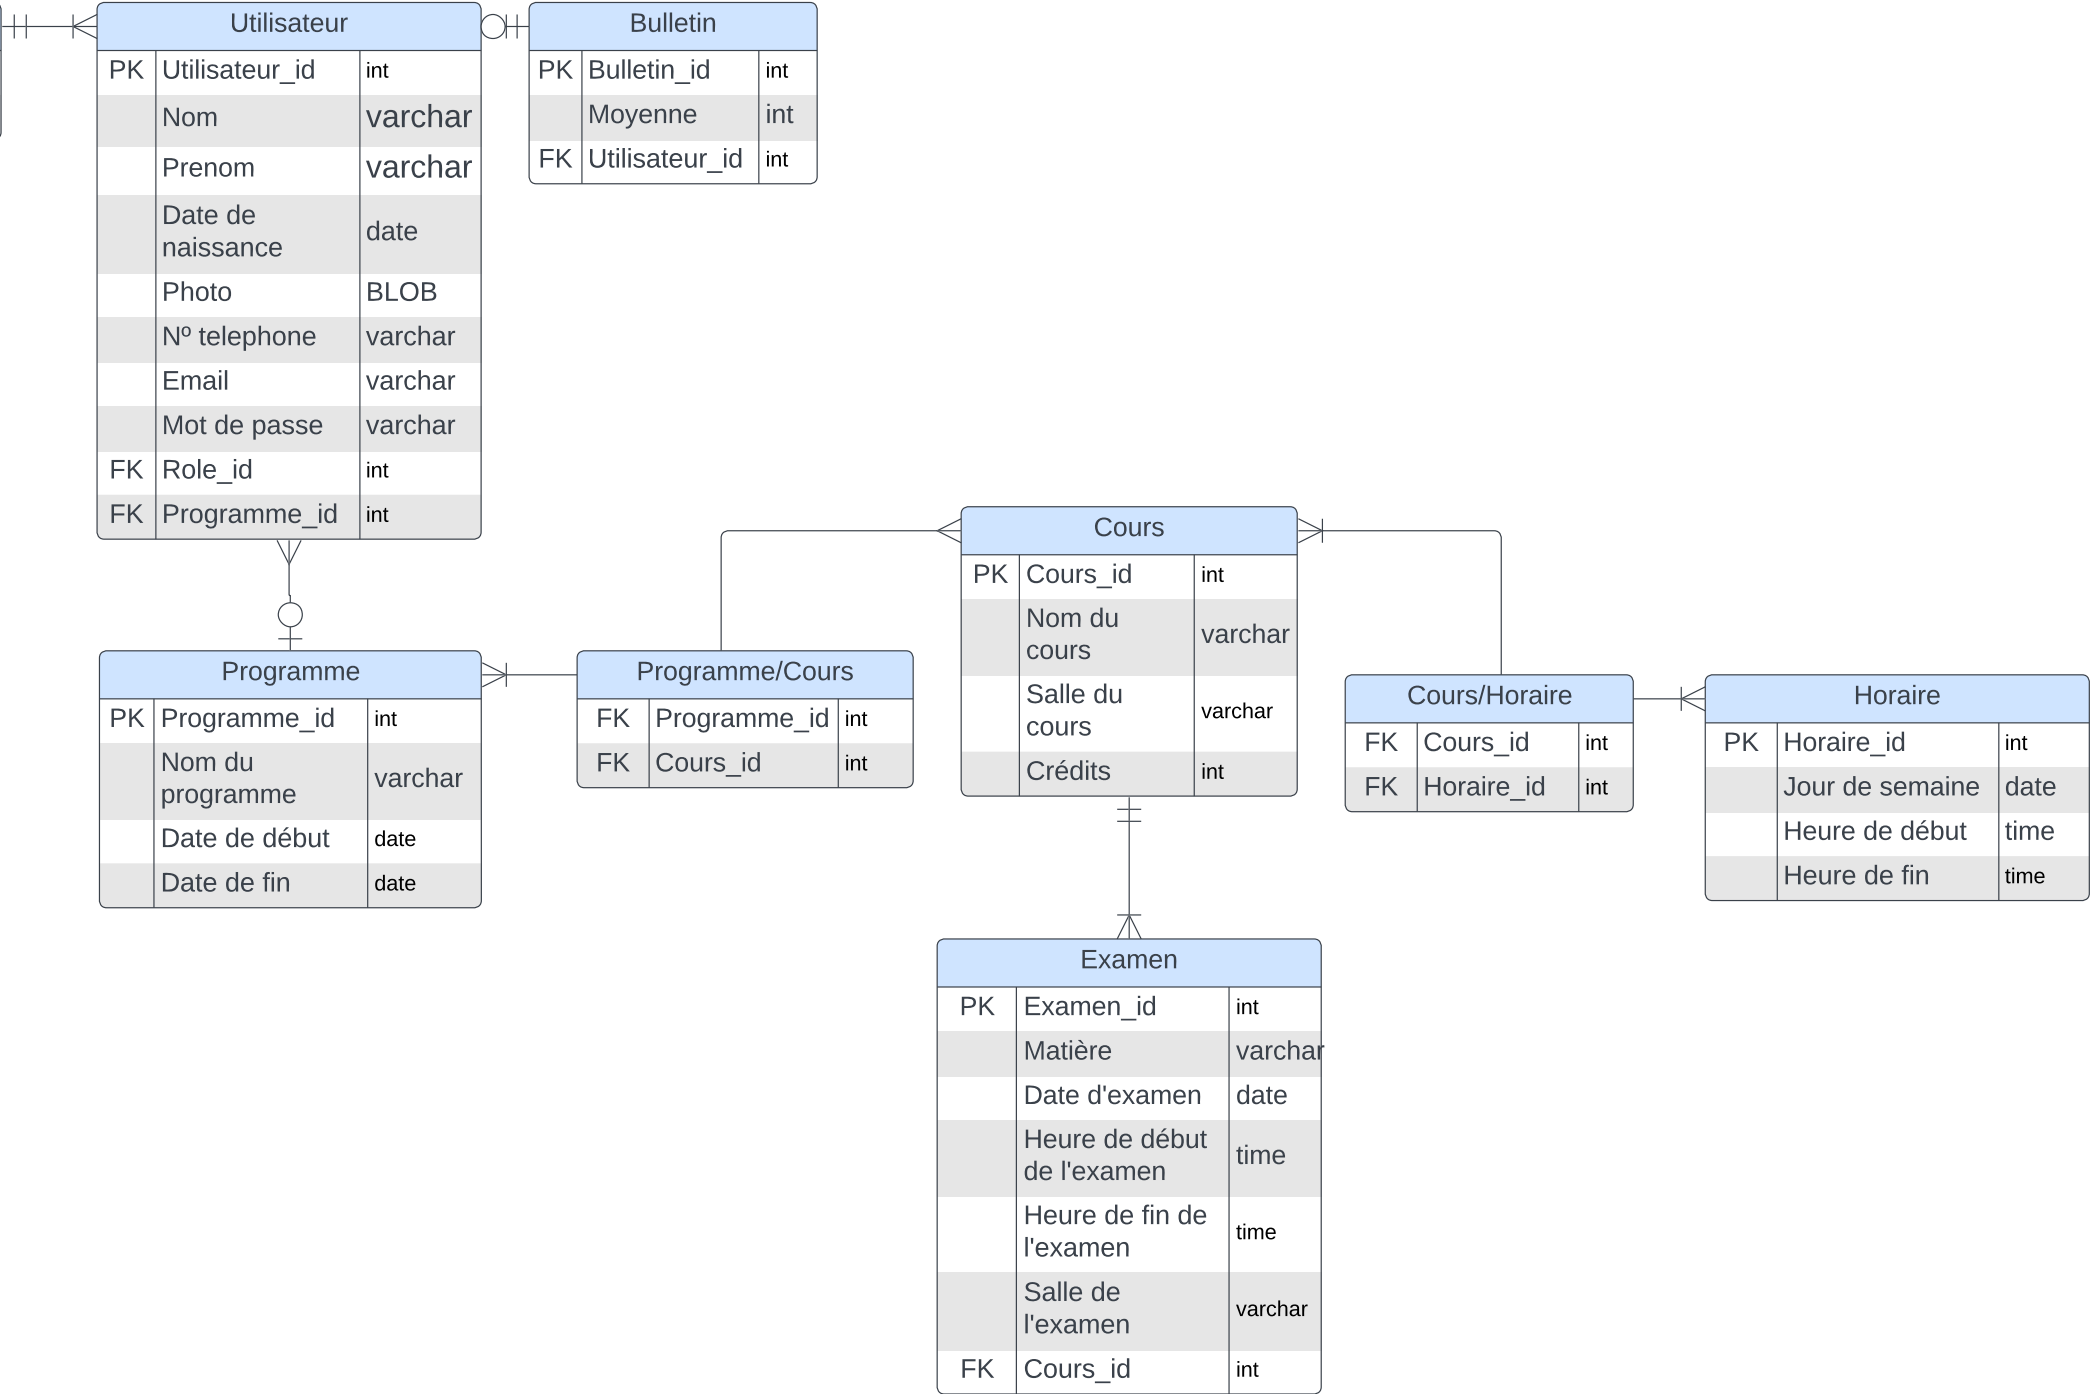 Utilisateur
PK Utilisateur_id int
Nom varchar
Prenom varchar
Date de
naissance
date
Photo BLOB
Nº telephone varchar
Email varchar
Mot de passe varchar
FK Role_id int
FK Programme_id int
Bulletin
PK Bulletin_id int
Moyenne int
FK Utilisateur_id int
Programme
PK Programme_id int
Nom du
programme
varchar
Date de début date
Date de fin date
Programme/Cours
FK Programme_id int
FK Cours_id int
Cours
PK Cours_id int
Nom du
cours
varchar
Salle du
cours
varchar
Crédits int
Cours/Horaire
FK Cours_id int
FK Horaire_id int
Horaire
PK Horaire_id int
Jour de semaine date
Heure de début time
Heure de fin time
Examen
PK Examen_id int
Matière varchar
Date d'examen date
Heure de début
de l'examen
time
Heure de fin de
l'examen
time
Salle de
l'examen
varchar
FK Cours_id int